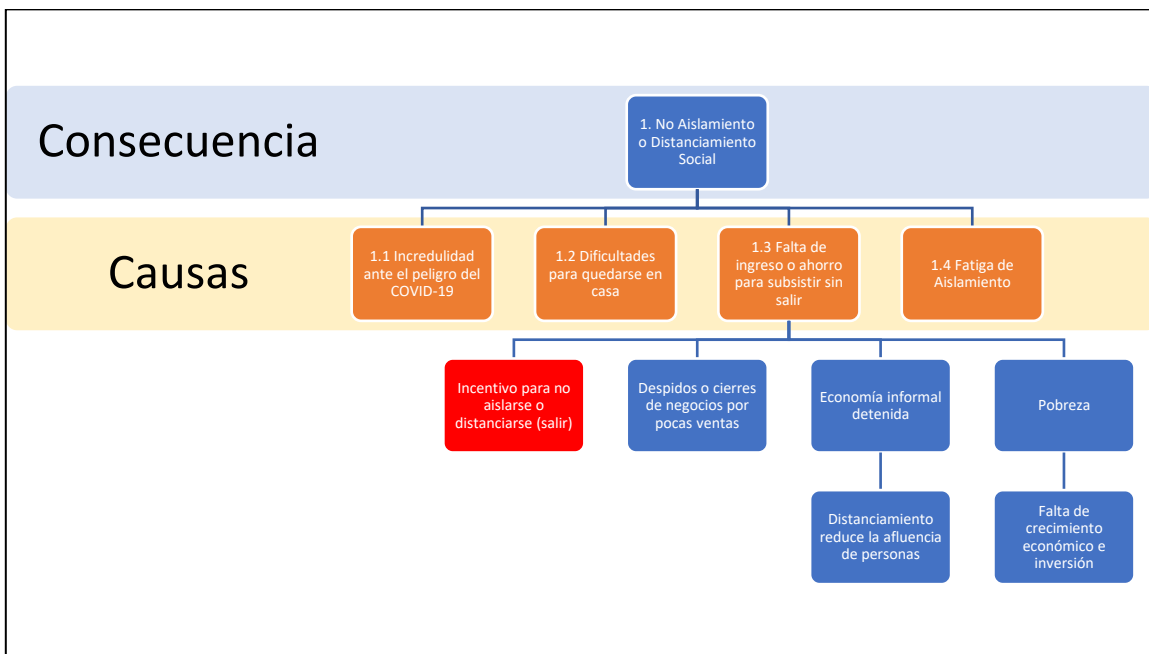 Consecuencia
1. No Aislamiento
o Distanciamiento
Social
Causas
1.1 Incredulidad
ante el peligro del
COVID-19
1.2 Dificultades
para quedarse en
casa
1.3 Falta de
ingreso o ahorro
para subsistir sin
salir
1.4 Fatiga de
Aislamiento
Incentivo para no
aislarse o
distanciarse (salir)
Despidos o cierres
de negocios por
pocas ventas
Economía informal
detenida
Pobreza
Distanciamiento
reduce la afluencia
de personas
Falta de
crecimiento
económico e
inversión